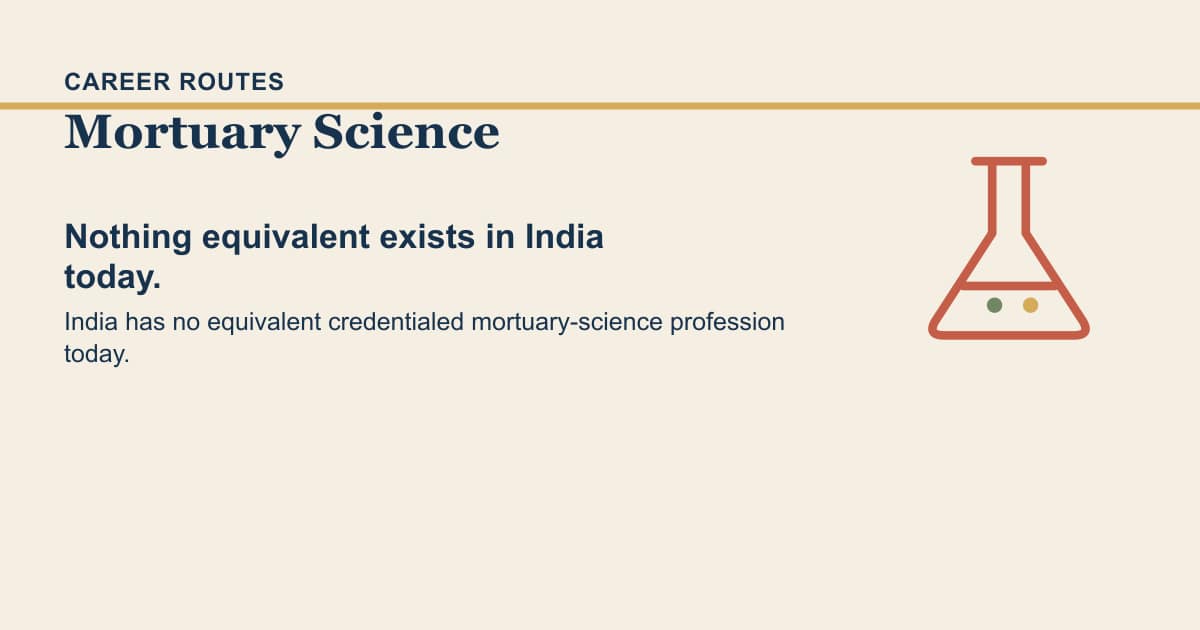 CAREER ROUTES
Mortuary Science
Nothing equivalent exists in India
today.
India has no equivalent credentialed mortuary-science profession
today.